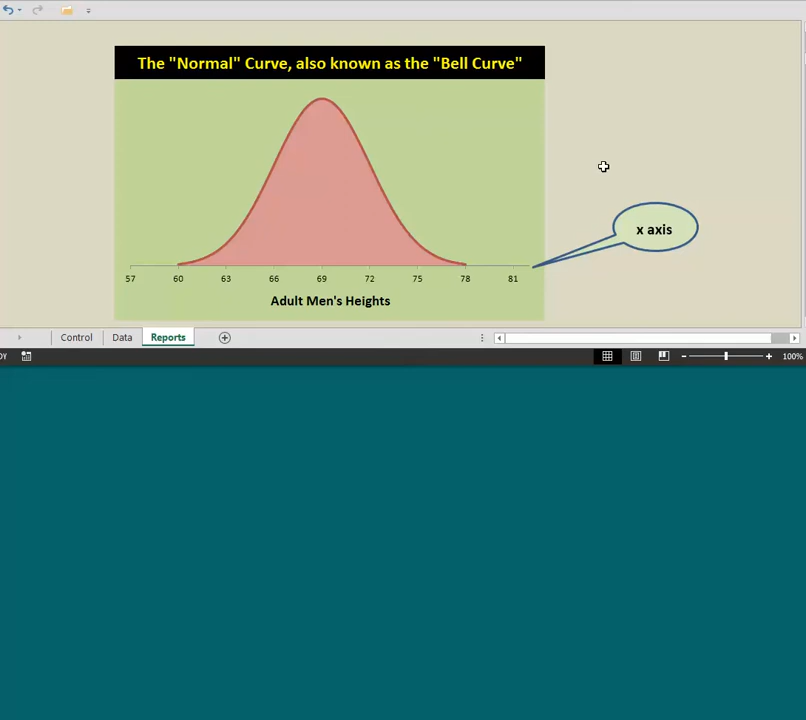 The "Normal" Curve, also known as the "Bell Curve"
x axis
57 60 63 66 69 72 75 78 81
Adult Men's Heights
Control Data Reports
100%